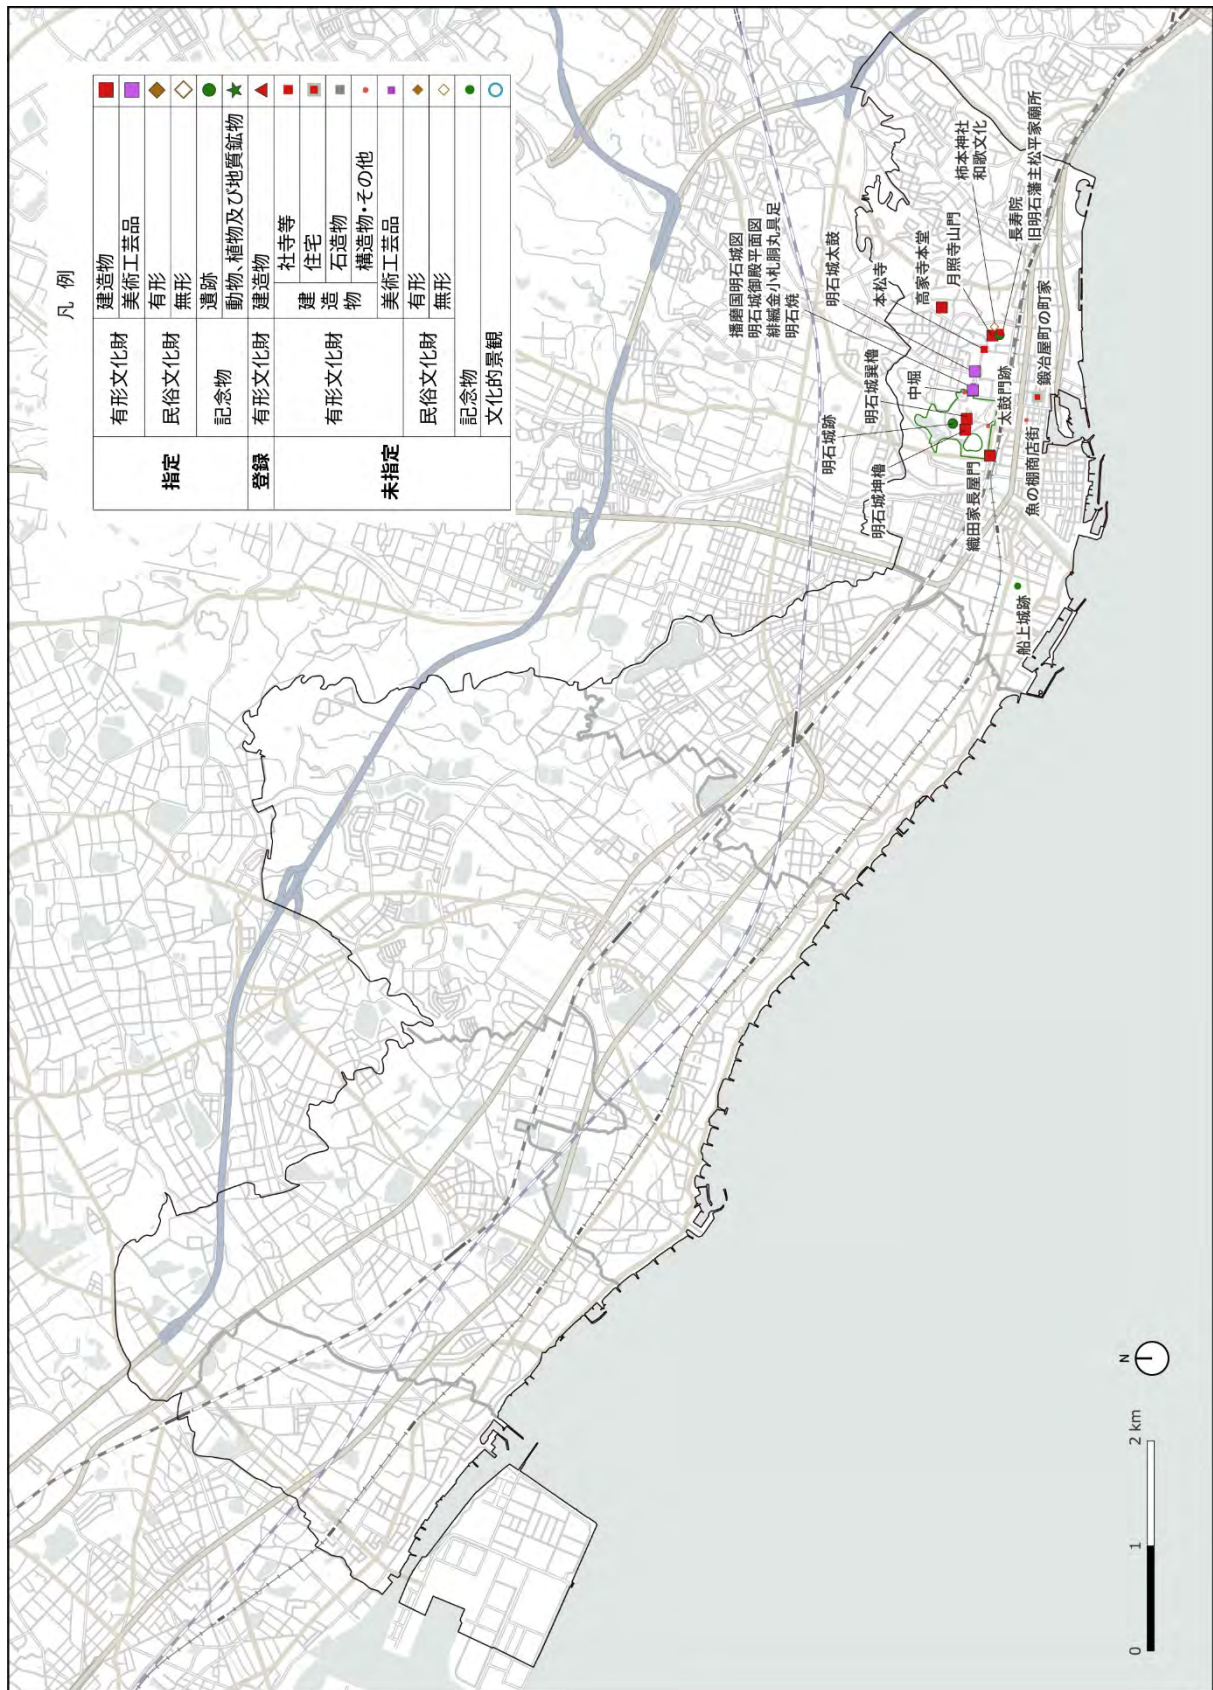 凡 例
指定
有形文化財
建造物
美術工芸品
民俗文化財
有形
無形
記念物
遺跡
動物、植物及び地質鉱物
登録
有形文化財
建造物
未指定
有形文化財
建造物
社寺等
住宅
石造物
構造物・その他
美術工芸品
民俗文化財
有形
無形
記念物
文化的景観
播磨国明石城図
明石城御殿平面図
緋縅金小札胴丸具足
明石焼
明石城太鼓
本松寺
高家寺本堂
月照寺山門
柿本神社
和歌文化
長寿院
旧明石藩主松平家廟所
鍛冶屋町の町家
中堀
明石城巽櫓
明石城跡
明石城坤櫓
太鼓門跡
織田家長屋門
魚の棚商店街
船上城跡
N
0 1 2 km